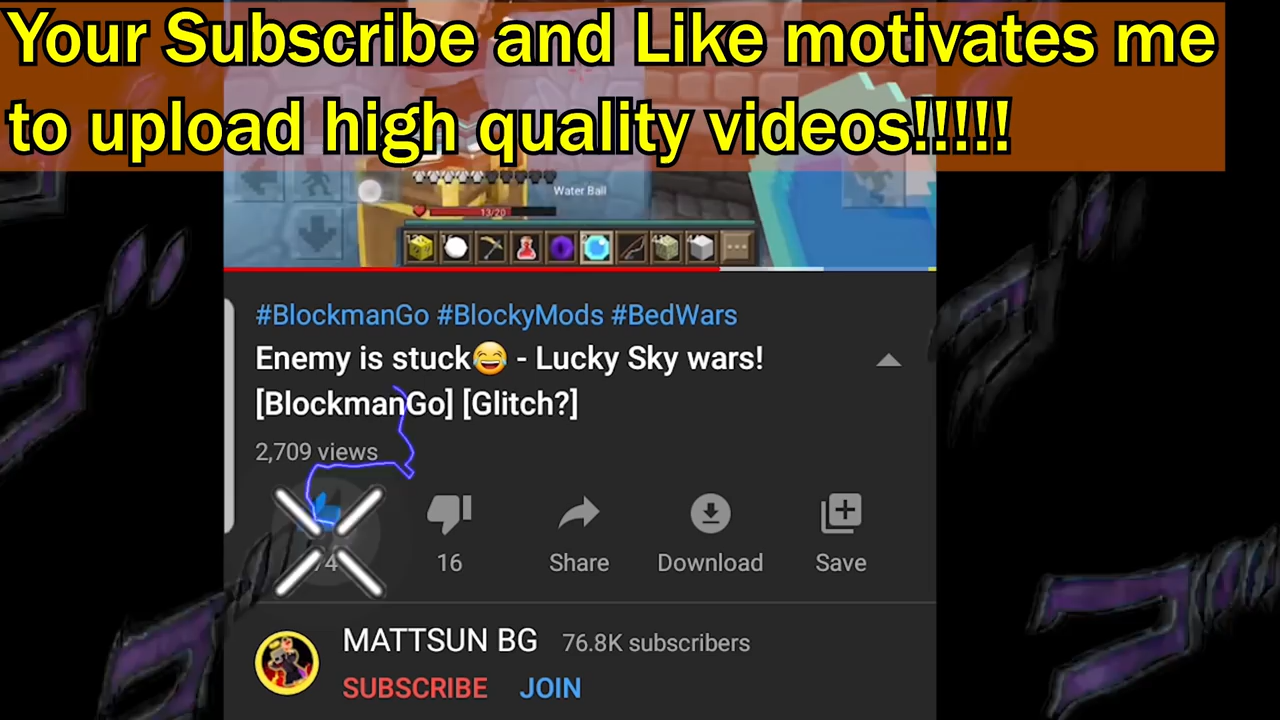 Your Subscribe and Like motivates me
to upload high quality videos!!!!!
Water Ball
13/20
#BlockmanGo #BlockyMods #BedWars
Enemy is stuck😂 - Lucky Sky wars!
[BlockmanGo] [Glitch?]
2,709 views
16
Share
Download
Save
MATTSUN BG 76.8K subscribers
SUBSCRIBE JOIN